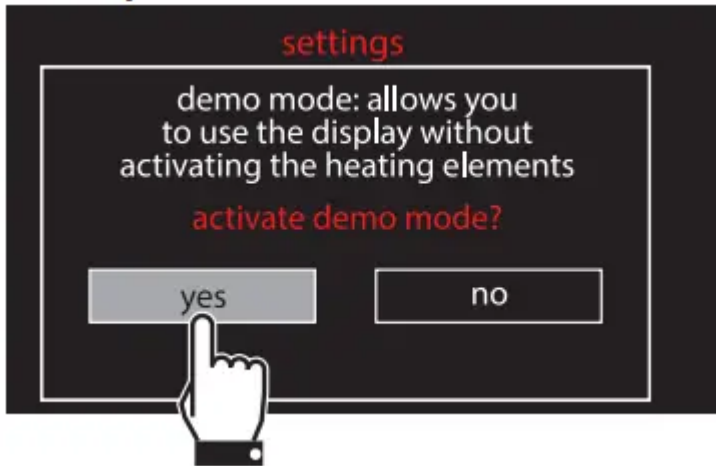 settings
demo mode: allows you
to use the display without
activating the heating elements
activate demo mode?
yes
no